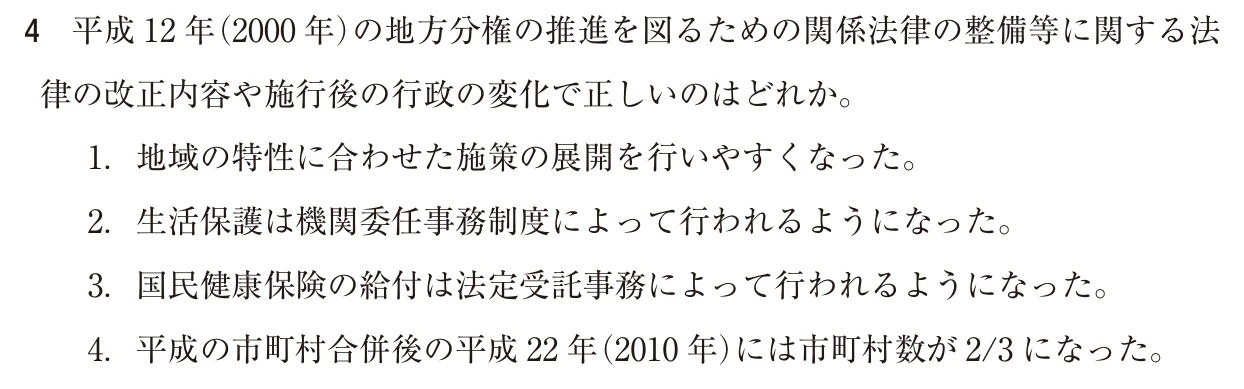 4 平成 12 年(2000 年)の地方分権の推進を図るための関係法律の整備等に関する法
律の改正内容や施行後の行政の変化で正しいのはどれか。
1. 地域の特性に合わせた施策の展開を行いやすくなった。
2. 生活保護は機関委任事務制度によって行われるようになった。
3. 国民健康保険の給付は法定受託事務によって行われるようになった。
4. 平成の市町村合併後の平成 22 年(2010 年)には市町村数が 2/3 になった。